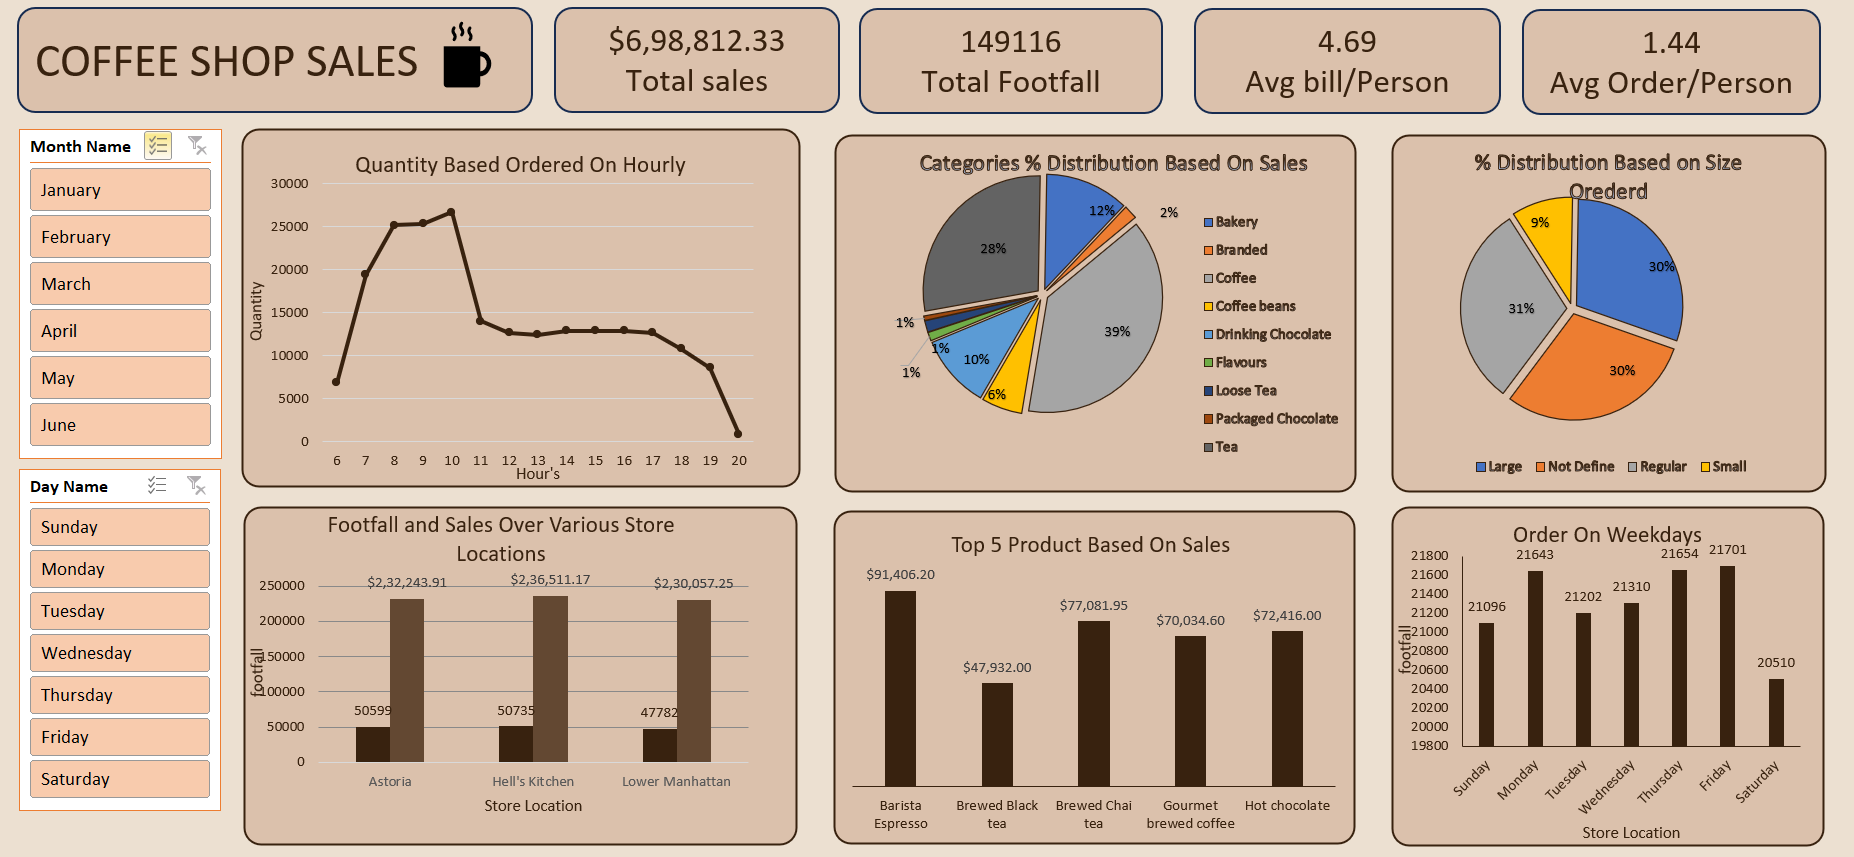 COFFEE SHOP SALES
$6,98,812.33
Total sales
149116
Total Footfall
4.69
Avg bill/Person
1.44
Avg Order/Person
Month Name
January
February
March
April
May
June
Day Name
Sunday
Monday
Tuesday
Wednesday
Thursday
Friday
Saturday
Quantity Based Ordered On Hourly
30000
25000
20000
15000
10000
5000
0
Quantity
6 7 8 9 10 11 12 13 14 15 16 17 18 19 20
Hour's
Categories % Distribution Based On Sales
12%
2%
39%
6%
10%
1%
1%
1%
28%
Bakery
Branded
Coffee
Coffee beans
Drinking Chocolate
Flavours
Loose Tea
Packaged Chocolate
Tea
% Distribution Based on Size
Orederd
30%
30%
31%
9%
Large Not Define Regular Small
Footfall and Sales Over Various Store
Locations
250000
200000
150000
100000
50000
0
footfall
$2,32,243.91 $2,36,511.17 $2,30,057.25
50599 50735 47782
Astoria Hell's Kitchen Lower Manhattan
Store Location
Top 5 Product Based On Sales
$91,406.20
$47,932.00
$77,081.95
$70,034.60
$72,416.00
Barista
Espresso
Brewed Black
tea
Brewed Chai
tea
Gourmet
brewed coffee
Hot chocolate
Order On Weekdays
21800
21600
21400
21200
21000
20800
20600
20400
20200
20000
19800
footfall
21096
21643
21202
21310
21654
21701
20510
Sunday
Monday
Tuesday
Wednesday
Thursday
Friday
Saturday
Store Location